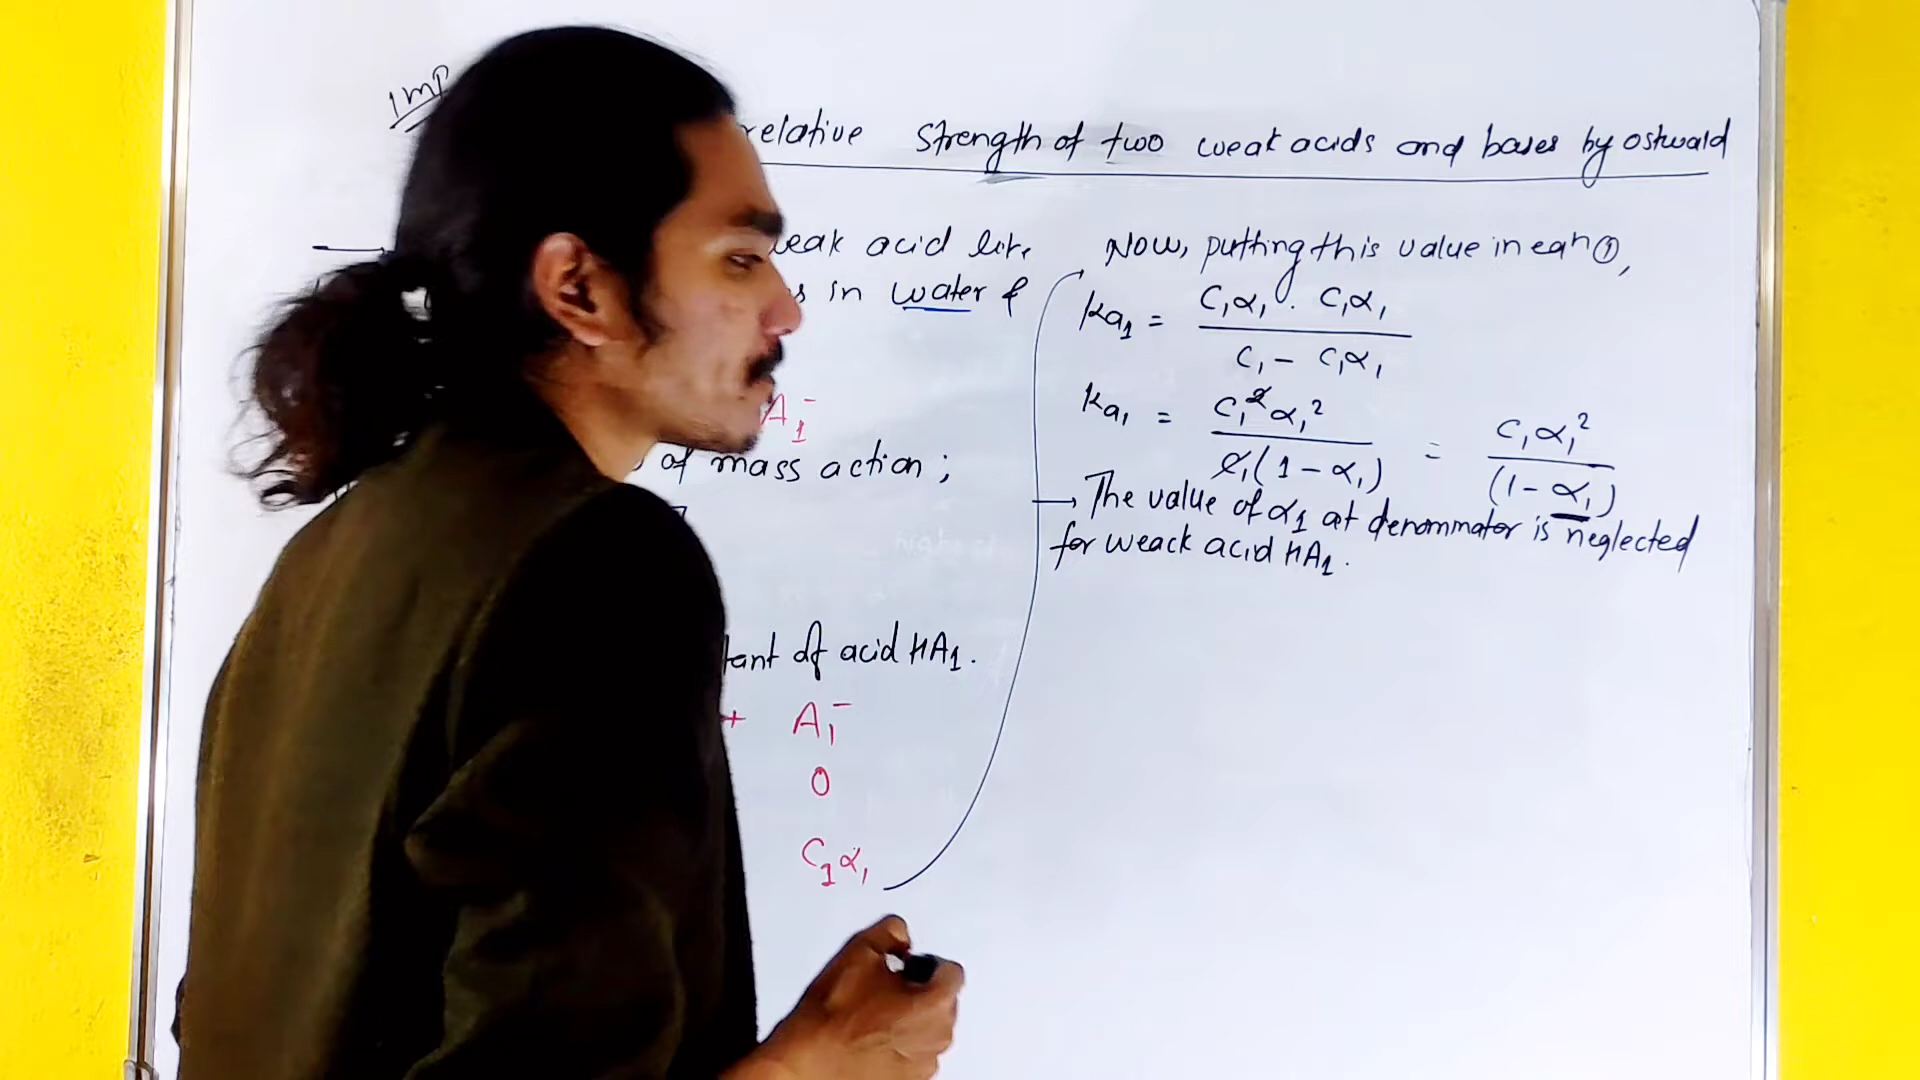 Imp
relative Strength of two weak acids and bases by ostwald
weak acid like
in water &
A₁⁻
of mass action ;
of acid HA₁.
+ A₁⁻
0
C₁α₁
Now, putting this value in eqn ①,
Ka₁ = C₁α₁ . C₁α₁ / C₁ - C₁α₁
Ka₁ = C₁²α₁² / C₁(1 - α₁) = C₁α₁² / (1 - α₁)
→ The value of α₁ at denominator is neglected
for weack acid HA₁.